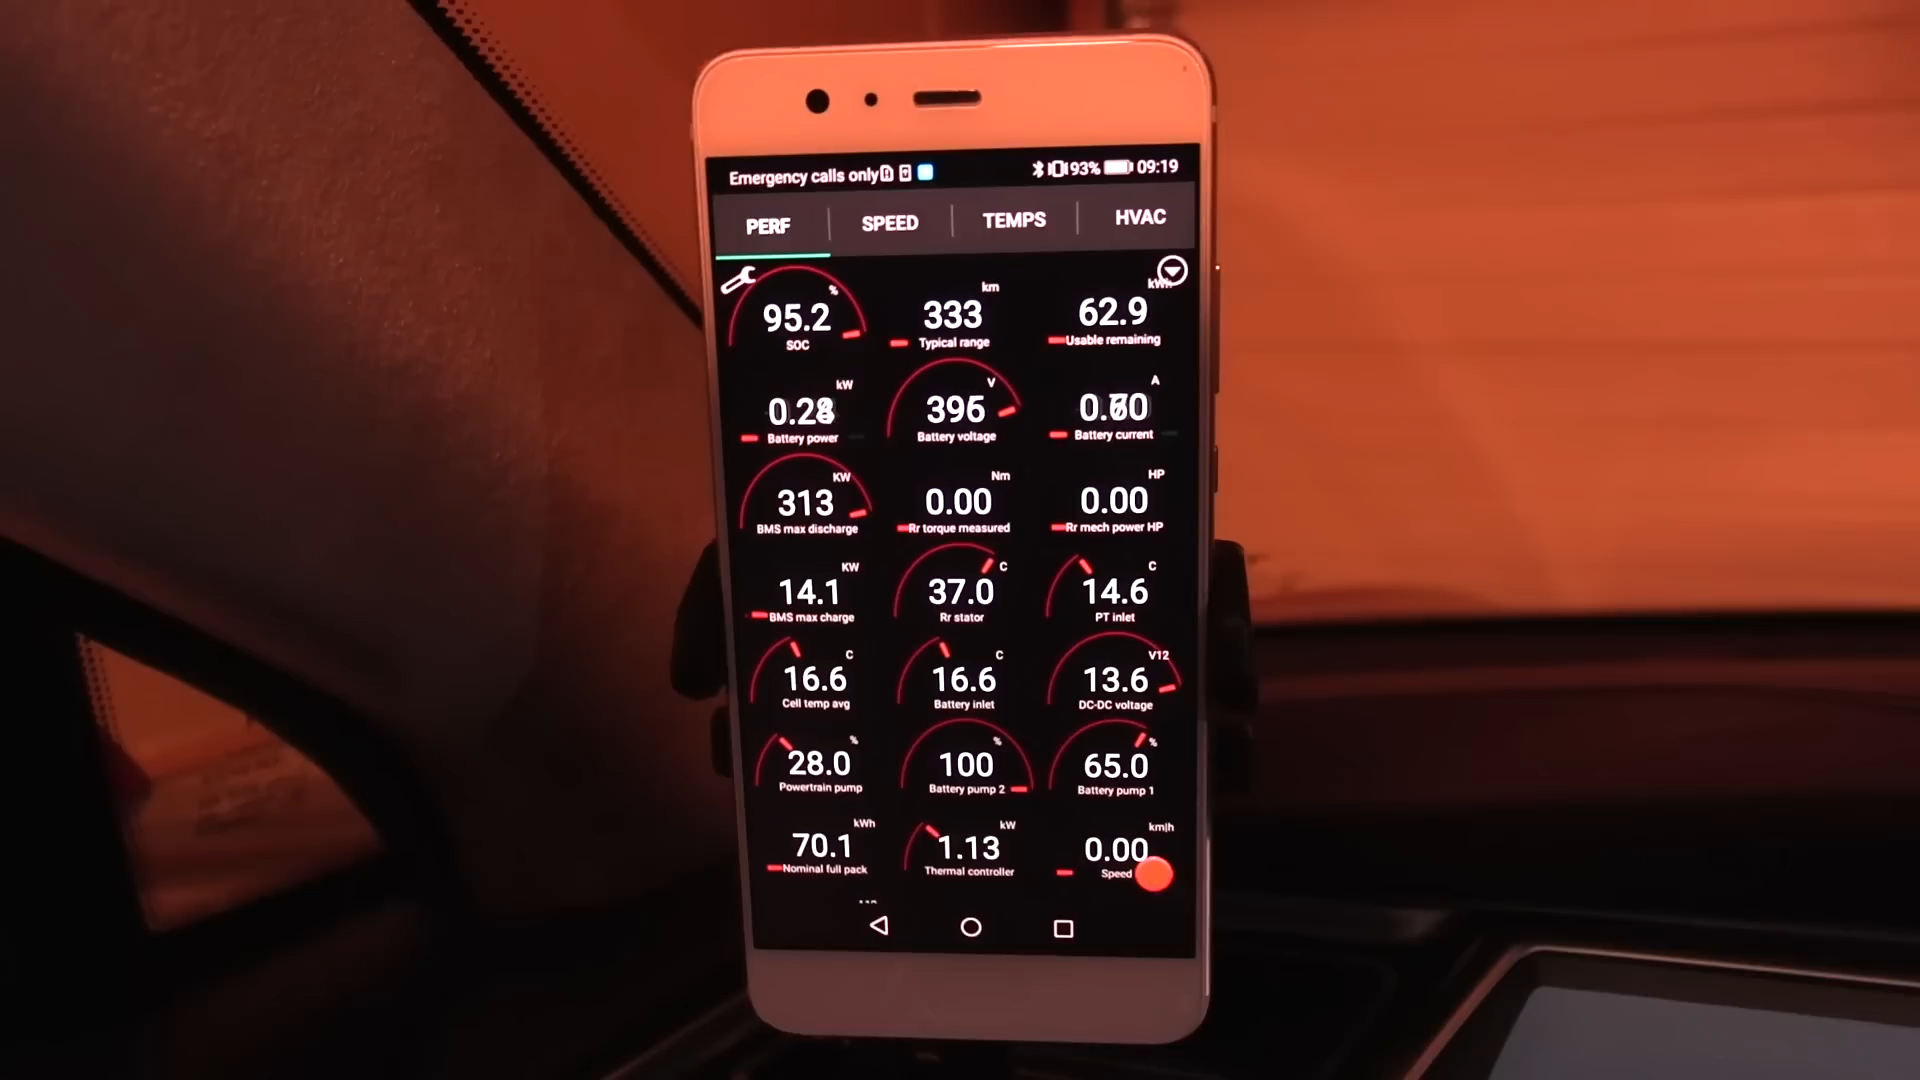 Emergency calls only 93% 09:19
PERF SPEED TEMPS HVAC
% km kWh
95.2 333 62.9
SOC Typical range Usable remaining
kW V A
395
Battery power Battery voltage Battery current
KW Nm HP
313 0.00 0.00
BMS max discharge Rr torque measured Rr mech power HP
KW C C
14.1 37.0 14.6
BMS max charge Rr stator PT inlet
C C V12
16.6 16.6 13.6
Cell temp avg Battery inlet DC-DC voltage
% % %
28.0 100 65.0
Powertrain pump Battery pump 2 Battery pump 1
kWh kW km|h
70.1 1.13 0.00
Nominal full pack Thermal controller Speed